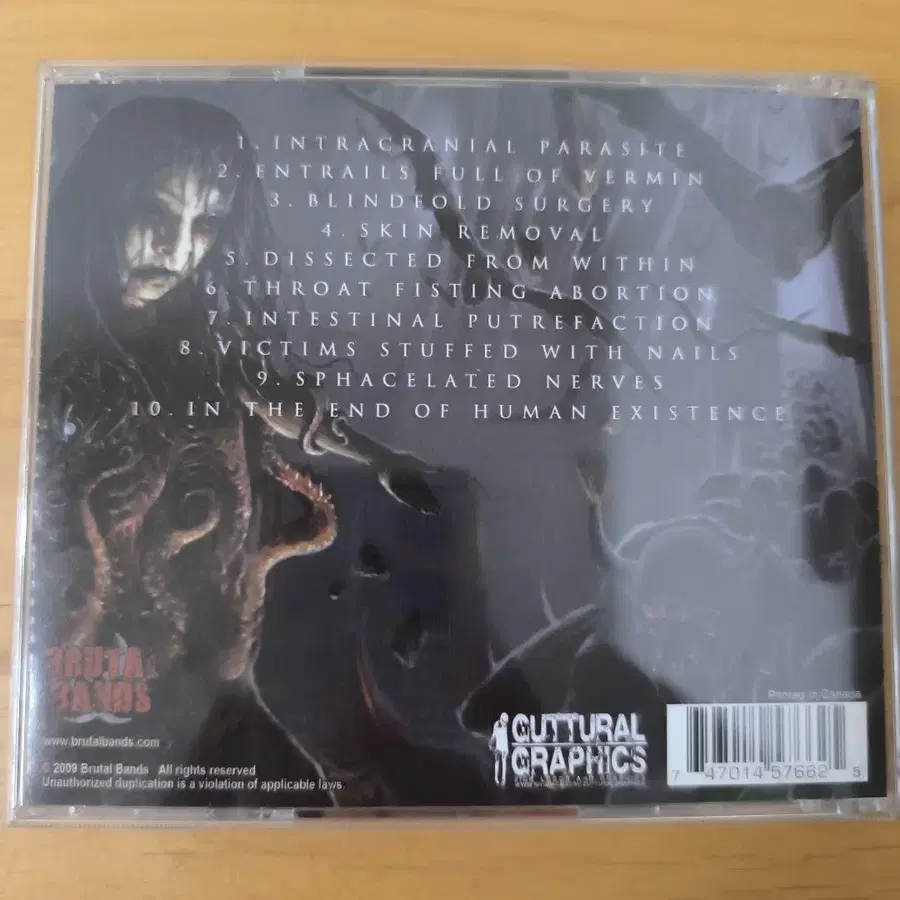 1. INTRACRANIAL PARASITE
2. ENTRAILS FULL OF VERMIN
3. BLINDFOLD SURGERY
4. SKIN REMOVAL
5. DISSECTED FROM WITHIN
6. THROAT FISTING ABORTION
7. INTESTINAL PUTREFACTION
8. VICTIMS STUFFED WITH NAILS
9. SPHACELATED NERVES
10. IN THE END OF HUMAN EXISTENCE
BRUTAL
BANDS
www.brutalbands.com
© 2009 Brutal Bands All rights reserved
Unauthorized duplication is a violation of applicable laws
GUTTURAL
GRAPHICS
Printed in Canada
7 47014 57662 5